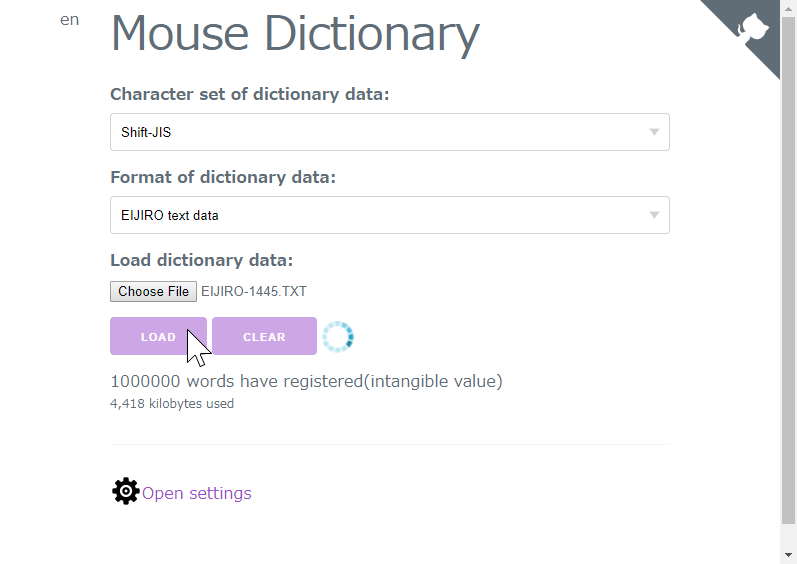 en
Mouse Dictionary
Character set of dictionary data:
Shift-JIS
Format of dictionary data:
EIJIRO text data
Load dictionary data:
Choose File EIJIRO-1445.TXT
LOAD CLEAR
1000000 words have registered(intangible value)
4,418 kilobytes used
Open settings